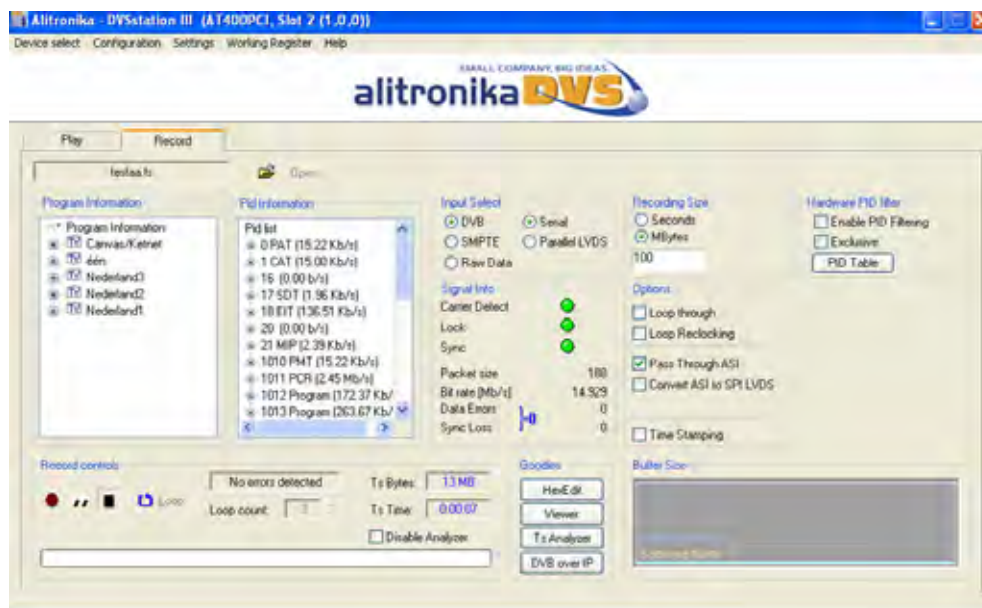 Alitronika - DVSstation III (AT400PCI, Slot 2 (1,0,0))
Device select Configuration Settings Working Register Help
SMALL COMPANY, BIG IDEAS
alitronika DVS
Play Record
Open
Program Information
Program Information
Canvas/Ketnet
één
Nederland3
Nederland2
Nederland1
Pid Information
Pid list
0 PAT (15.22 Kb/s)
1 CAT (15.00 Kb/s)
16 (0.00 b/s)
17 SDT (1.96 Kb/s)
18 EIT (136.51 Kb/s)
20 (0.00 b/s)
21 MIP (2.39 Kb/s)
1010 PMT (15.22 Kb/s)
1011 PCR (2.45 Mb/s)
1012 Program (172.37 Kb/
1013 Program (263.67 Kb/
Input Select
DVB Serial
SMPTE Parallel LVDS
Raw Data
Signal Info
Carrier Detect
Lock
Sync
Packet size 188
Bit rate [Mb/s] 14.929
Data Errors 0
Sync Loss 0
}=0
Recording Size
Seconds
MBytes
100
Options
Loop through
Loop Reclocking
Pass Through ASI
Convert ASI to SPI LVDS
Time Stamping
Hardware PID filter
Enable PID Filtering
Exclusive
PID Table
Record controls
Loop
No errors detected
Loop count:
Ts Bytes: 13 MB
Ts Time: 0:00:07
Disable Analyzer
Goodies
HexEdit
Viewer
Ts Analyzer
DVB over IP
Buffer Size